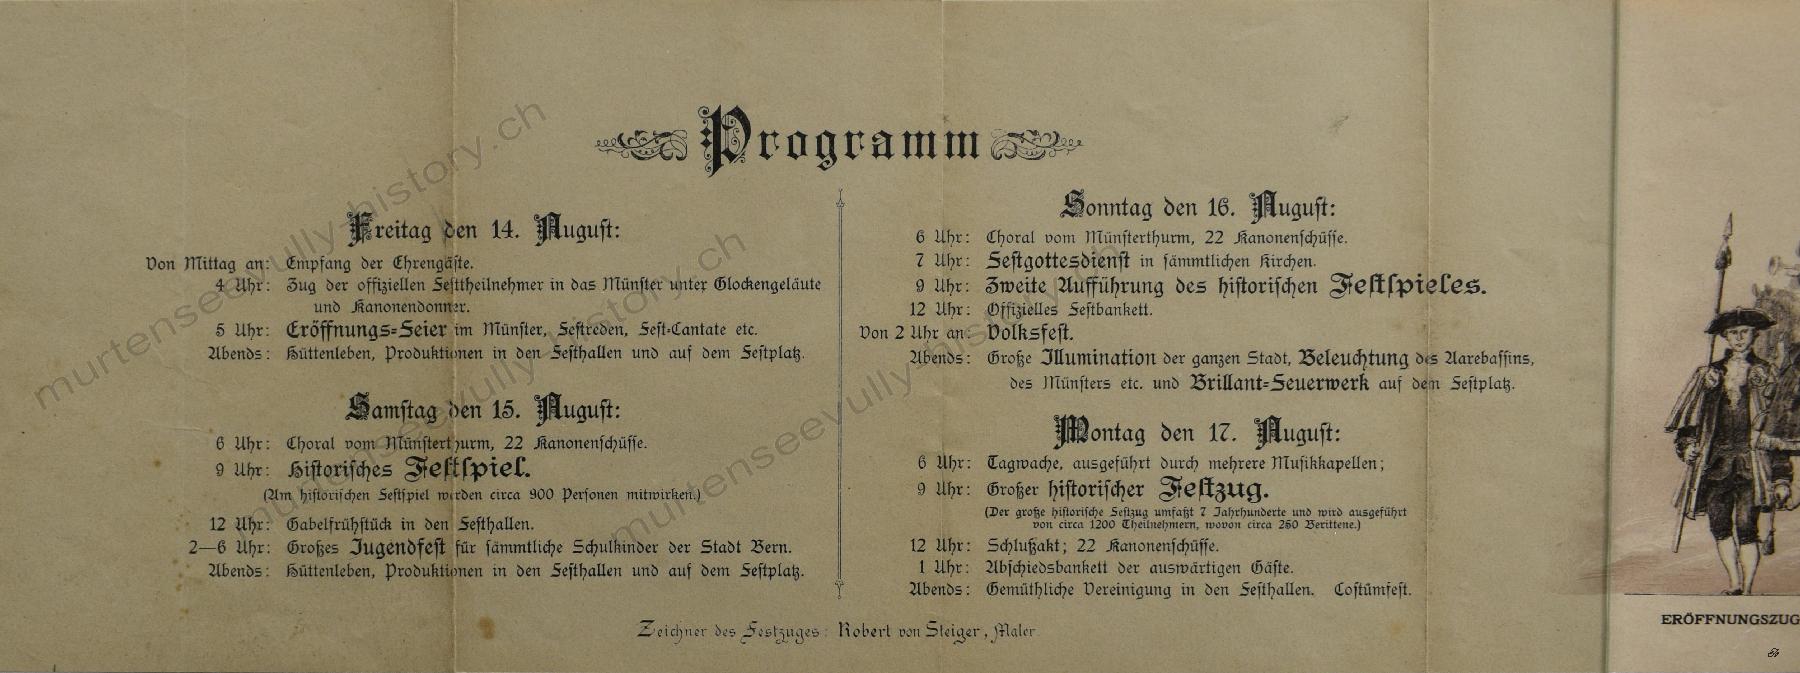 Programm
Freitag den 14. August:
Von Mittag an: Empfang der Ehrengäste.
4 Uhr: Zug der offiziellen Festtheilnehmer in das Münster unter Glockengeläute
und Kanonendonner.
5 Uhr: Eröffnungs-Feier im Münster, Festreden, Fest-Cantate etc.
Abends: Hüttenleben, Produktionen in den Festhallen und auf dem Festplatz.
Samstag den 15. August:
6 Uhr: Choral vom Münsterthurm, 22 Kanonenschüsse.
9 Uhr: Historisches Festspiel.
(Am historischen Festspiel werden circa 900 Personen mitwirken.)
12 Uhr: Gabelfrühstück in den Festhallen.
2—6 Uhr: Großes Jugendfest für sämmtliche Schulkinder der Stadt Bern.
Abends: Hüttenleben, Produktionen in den Festhallen und auf dem Festplatz.
Sonntag den 16. August:
6 Uhr: Choral vom Münsterthurm, 22 Kanonenschüsse.
7 Uhr: Festgottesdienst in sämmtlichen Kirchen.
9 Uhr: Zweite Aufführung des historischen Festspieles.
12 Uhr: Offizielles Festbankett.
Von 2 Uhr an: Volksfest.
Abends: Große Illumination der ganzen Stadt, Beleuchtung des Aarebassins,
des Münsters etc. und Brillant-Feuerwerk auf dem Festplatz.
Montag den 17. August:
6 Uhr: Tagwache, ausgeführt durch mehrere Musikkapellen;
9 Uhr: Großer historischer Festzug.
(Der große historische Festzug umfaßt 7 Jahrhunderte und wird ausgeführt
von circa 1200 Theilnehmern, wovon circa 250 Berittene.)
12 Uhr: Schlußakt; 22 Kanonenschüsse.
1 Uhr: Abschiedsbankett der auswärtigen Gäste.
Abends: Gemüthliche Vereinigung in den Festhallen. Costümfest.
Zeichner des Festzuges: Robert von Steiger, Maler
ERÖFFNUNGSZUG
murtenseevully-history.ch
murtenseevully-history.ch
murtenseevully-history.ch